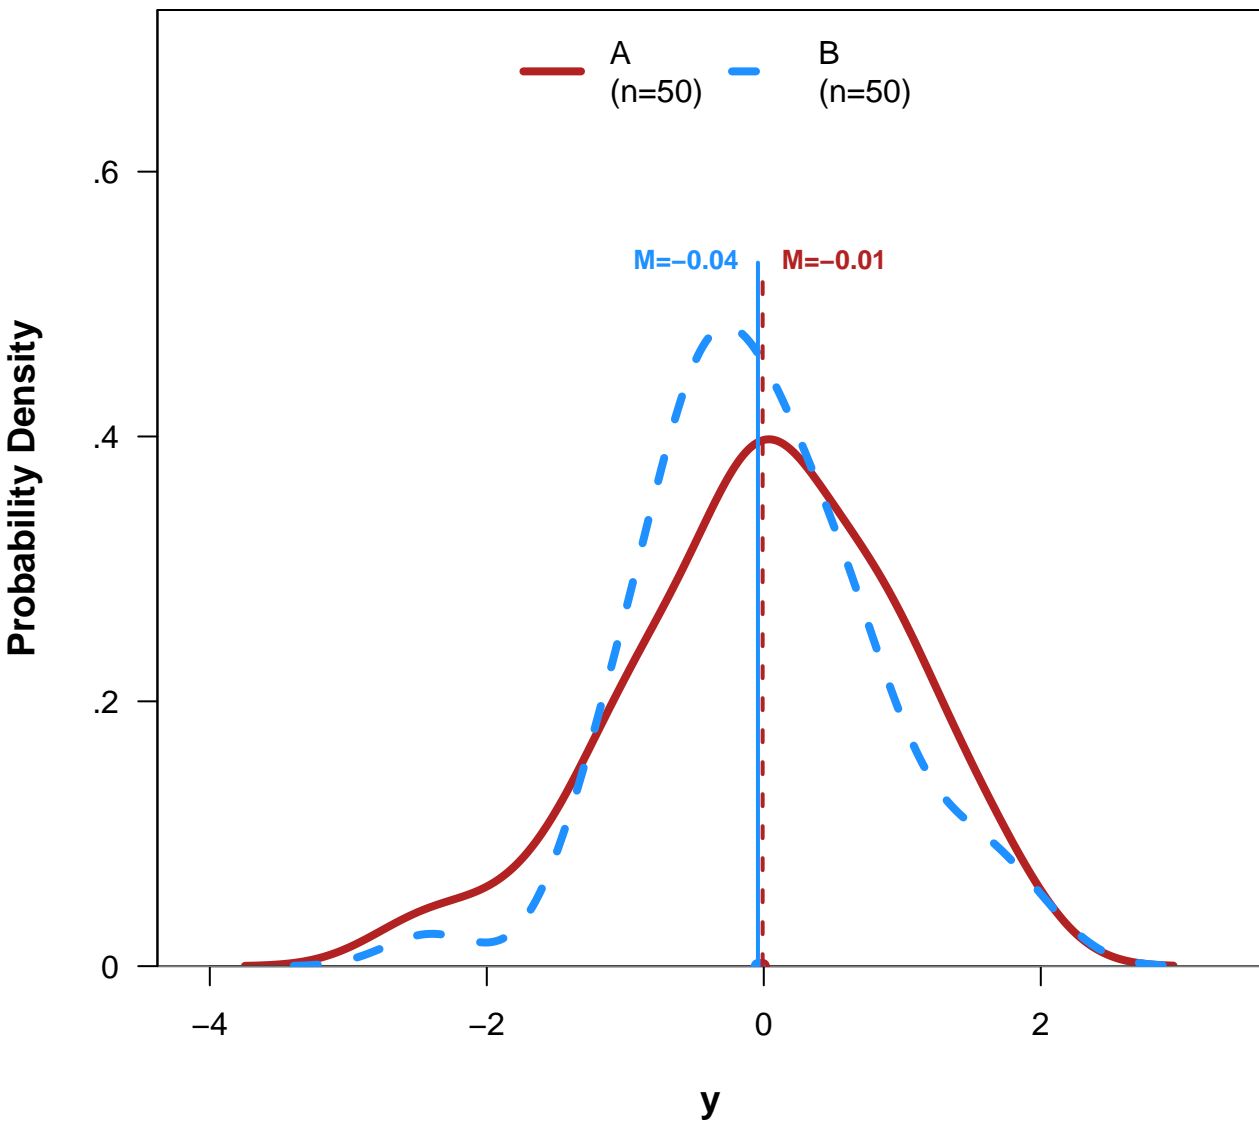 A
(n=50)
B
(n=50)
.6
M=−0.04
M=−0.01
Probability Density
.4
.2
0
−4
−2
0
2
y